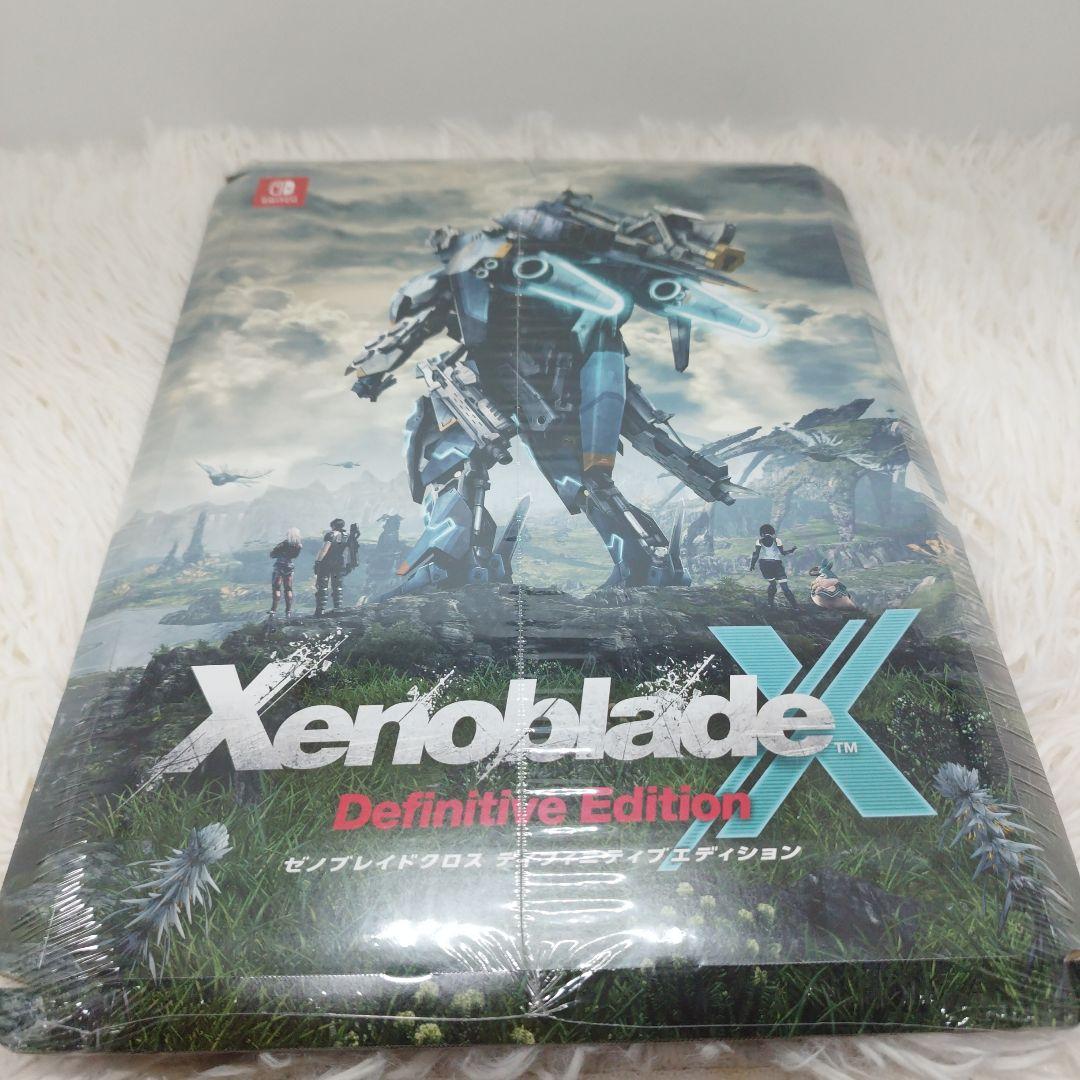 XenobladeX™
Definitive Edition
ゼノブレイドクロス ディフィニティブエディション